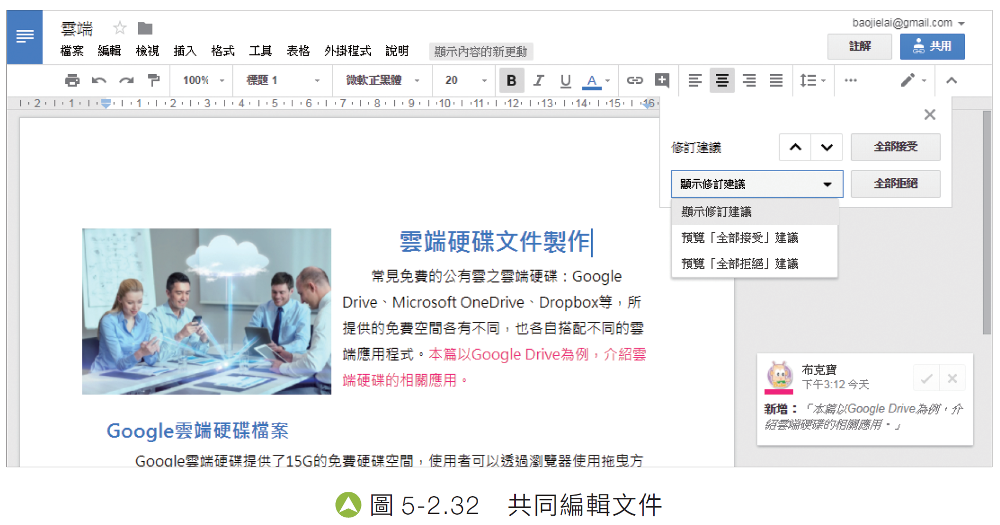 雲端
baojielai@gmail.com
檔案 編輯 檢視 插入 格式 工具 表格 外掛程式 說明 顯示內容的新更動
註解 共用
100% 標題 1 微軟正黑體 20 B I U A
2 1 1 2 3 4 5 6 7 8 9 10 11 12 13 14 15 16
修訂建議 全部接受
顯示修訂建議 全部拒絕
顯示修訂建議
預覽「全部接受」建議
預覽「全部拒絕」建議
雲端硬碟文件製作
常見免費的公有雲之雲端硬碟：Google
Drive、Microsoft OneDrive、Dropbox等，所
提供的免費空間各有不同，也各自搭配不同的雲
端應用程式。本篇以Google Drive為例，介紹雲
端硬碟的相關應用。
布克寶
下午3:12 今天
新增：「本篇以Google Drive為例，介
紹雲端硬碟的相關應用。」
Google雲端硬碟檔案
Google雲端硬碟提供了15G的免費硬碟空間，使用者可以透過瀏覽器使用拖曳方
圖 5-2.32 共同編輯文件